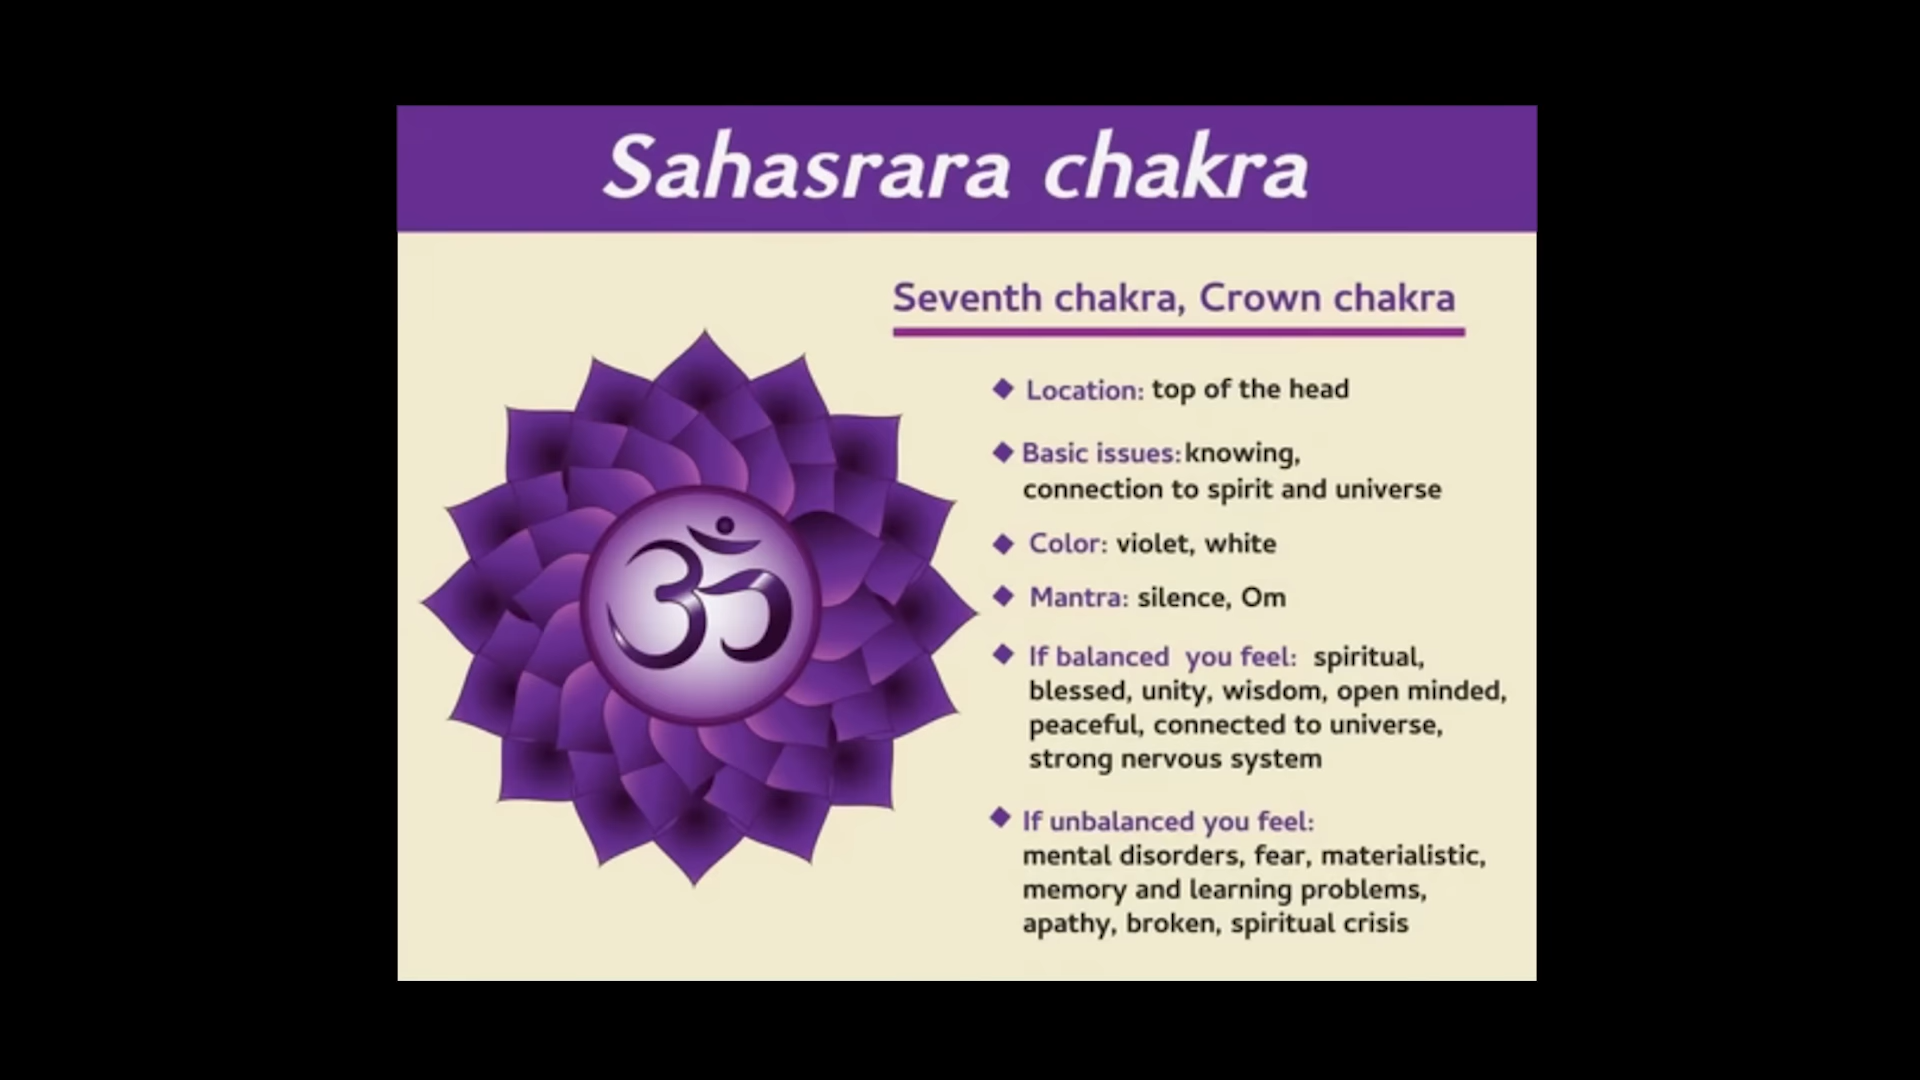 Sahasrara chakra
Seventh chakra, Crown chakra
Location: top of the head
Basic issues: knowing,
connection to spirit and universe
Color: violet, white
Mantra: silence, Om
If balanced you feel: spiritual,
blessed, unity, wisdom, open minded,
peaceful, connected to universe,
strong nervous system
If unbalanced you feel:
mental disorders, fear, materialistic,
memory and learning problems,
apathy, broken, spiritual crisis
ॐ